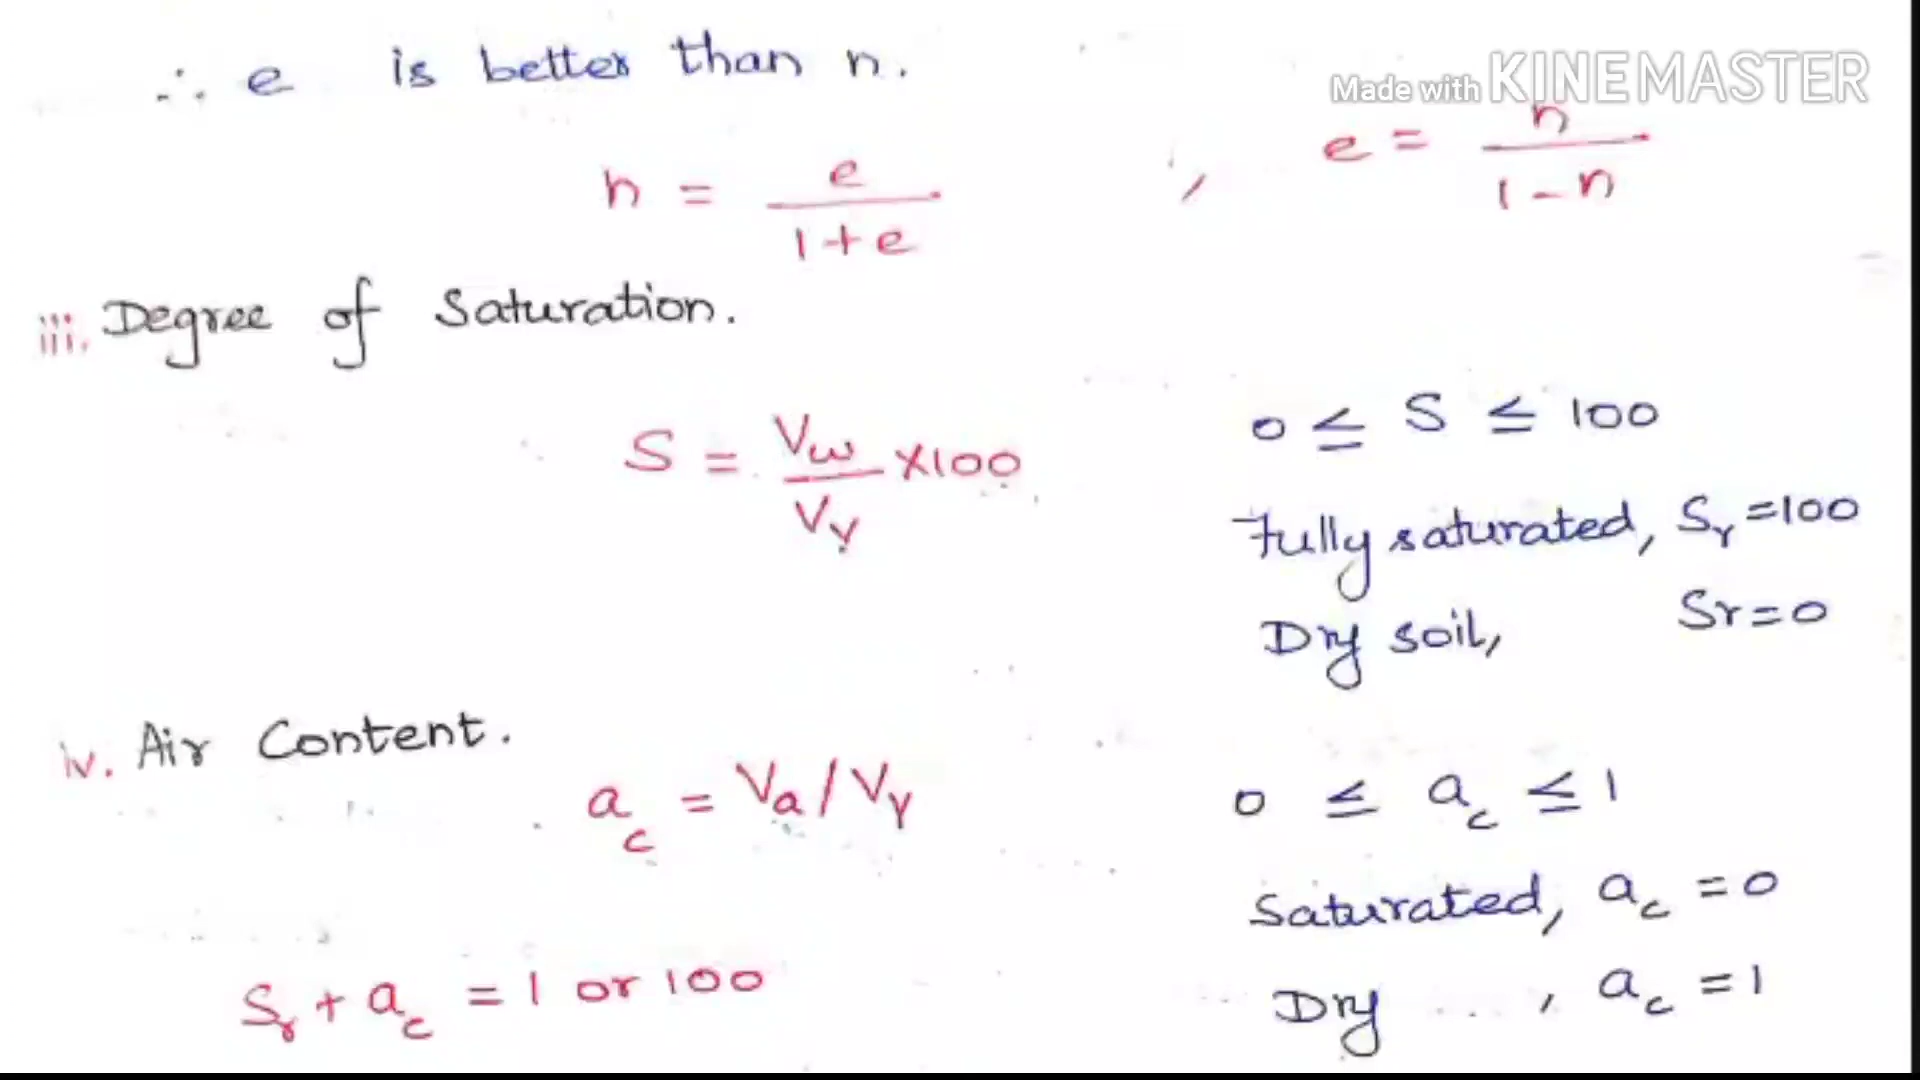 ∴ e is better than n.
Made with KINEMASTER
n = e / 1+e , e = n / 1-n
iii. Degree of Saturation.
S = Vw / Vv ×100
0 ≤ S ≤ 100
Fully saturated, Sr =100
Dry soil, Sr=0
iv. Air Content.
ac = Va / Vv
0 ≤ ac ≤ 1
Saturated, ac =0
Sr + ac = 1 or 100
Dry ... , ac =1